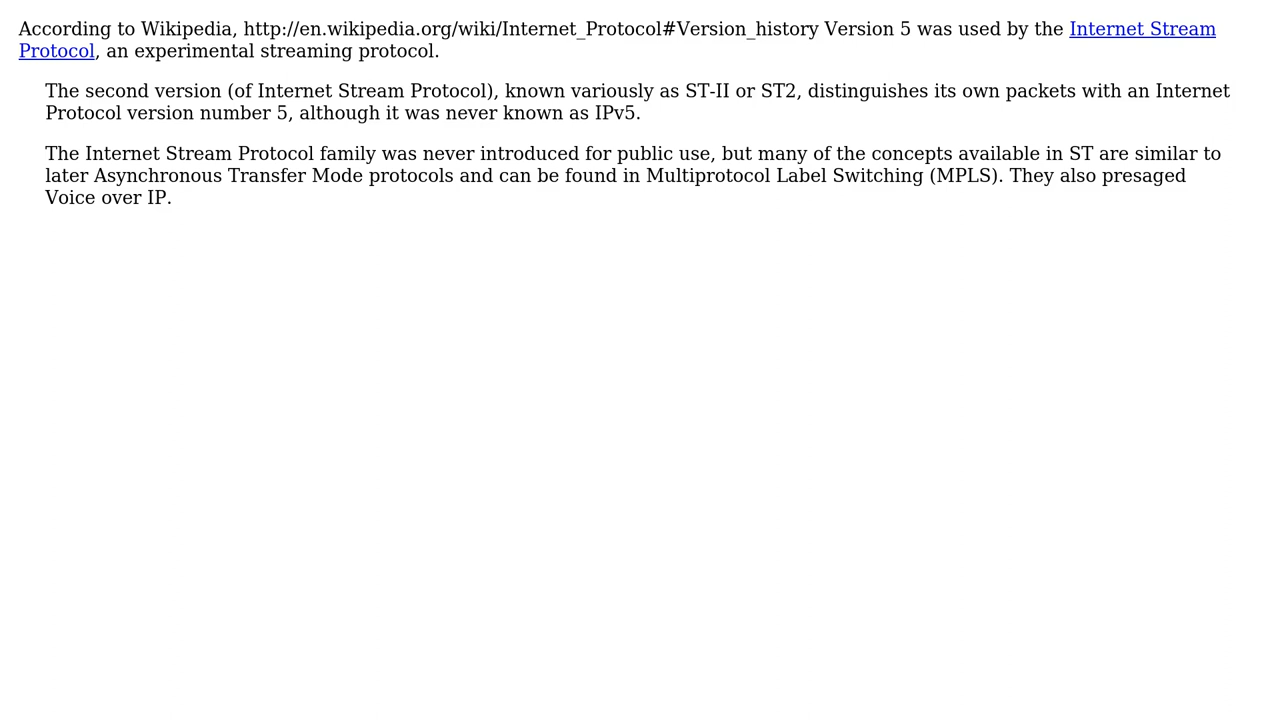 According to Wikipedia, http://en.wikipedia.org/wiki/Internet_Protocol#Version_history Version 5 was used by the Internet Stream
Protocol, an experimental streaming protocol.
The second version (of Internet Stream Protocol), known variously as ST-II or ST2, distinguishes its own packets with an Internet
Protocol version number 5, although it was never known as IPv5.
The Internet Stream Protocol family was never introduced for public use, but many of the concepts available in ST are similar to
later Asynchronous Transfer Mode protocols and can be found in Multiprotocol Label Switching (MPLS). They also presaged
Voice over IP.